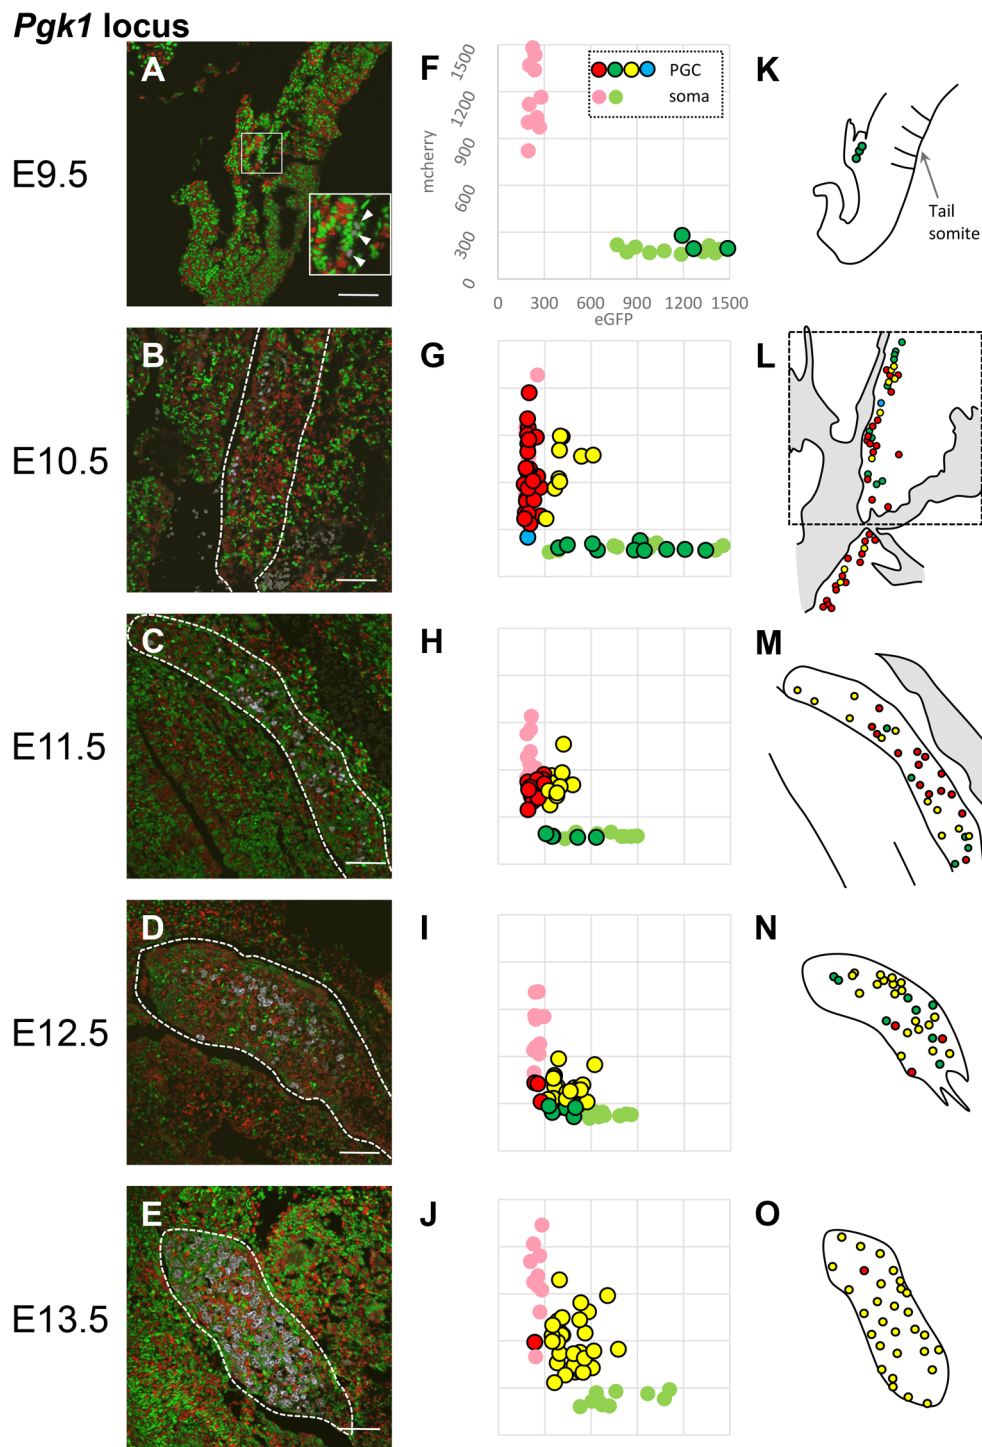 Pgk1 locus
E9.5
A
F
mcherry
1500
1200
900
600
300
0
0 300 600 900 1200 1500
eGFP
PGC
soma
K
Tail
somite
E10.5
B
G
L
E11.5
C
H
M
E12.5
D
I
N
E13.5
E
J
O